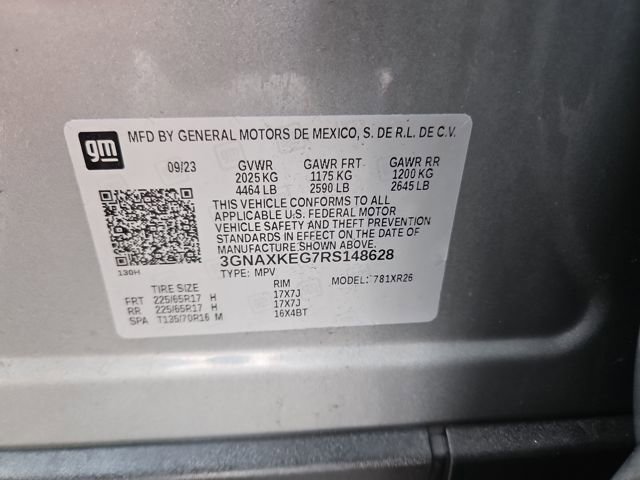 gm
MFD BY GENERAL MOTORS DE MEXICO, S. DE R.L. DE C.V.
09/23 GVWR GAWR FRT GAWR RR
2025 KG 1175 KG 1200 KG
4464 LB 2590 LB 2645 LB
THIS VEHICLE CONFORMS TO ALL
APPLICABLE U.S. FEDERAL MOTOR
VEHICLE SAFETY AND THEFT PREVENTION
STANDARDS IN EFFECT ON THE DATE OF
MANUFACTURE SHOWN ABOVE.
3GNAXKEG7RS148628
130H
TYPE: MPV MODEL: 781XR26
TIRE SIZE RIM
FRT 225/65R17 H 17X7J
RR 225/65R17 H 17X7J
SPA T135/70R16 M 16X4BT